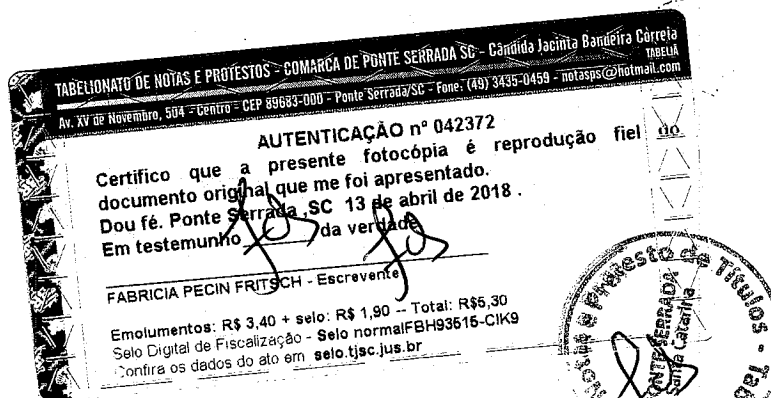 TABELIONATO DE NOTAS E PROTESTOS - COMARCA DE PONTE SERRADA SC - Cândida Jacinta Bandeira Correia
TABELIÃ
Av. XV de Novembro, 504 - Centro - CEP 89683-000 - Ponte Serrada/SC - Fone: (49) 3435-0459 - notasps@hotmail.com
AUTENTICAÇÃO nº 042372
Certifico que a presente fotocópia é reprodução fiel do
documento original que me foi apresentado.
Dou fé. Ponte Serrada ,SC 13 de abril de 2018 .
Em testemunho da verdade
FABRICIA PECIN FRITSCH - Escrevente
Emolumentos: R$ 3,40 + selo: R$ 1,90 -- Total: R$5,30
Selo Digital de Fiscalização - Selo normalFBH93515-CIK9
Confira os dados do ato em selo.tjsc.jus.br
Protesto de Títulos - Tab
PONTE SERRADA
Santa Catarina